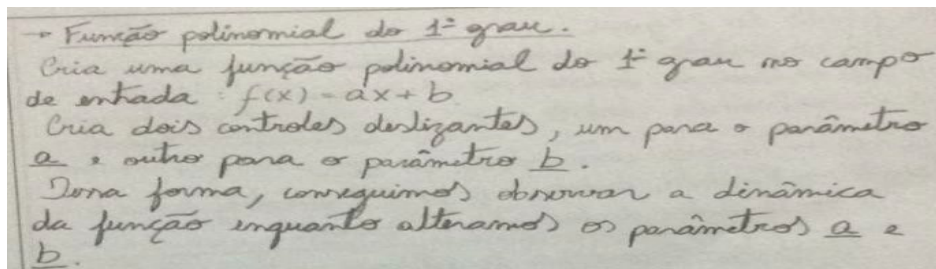 → Função polinomial do 1º grau.
Cria uma função polinomial do 1º grau no campo
de entrada: f(x) = ax + b
Cria dois controles deslizantes, um para o parâmetro
a e outro para o parâmetro b.
Dessa forma, conseguimos observar a dinâmica
da função enquanto alteramos os parâmetros a e
b.